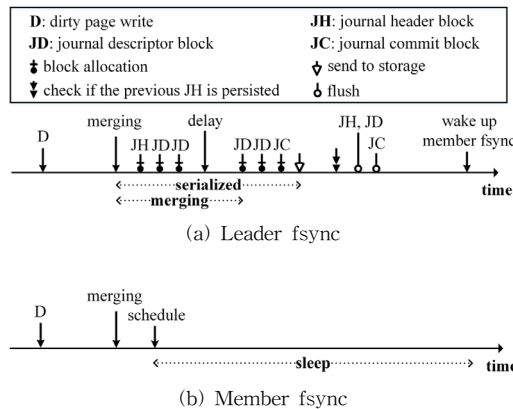 D: dirty page write JH: journal header block
JD: journal descriptor block JC: journal commit block
block allocation send to storage
check if the previous JH is persisted flush
merging delay JH, JD wake up
D JH JD JD JD JD JC JC member fsync
serialized
merging
time
(a) Leader fsync
merging
D schedule
sleep
time
(b) Member fsync